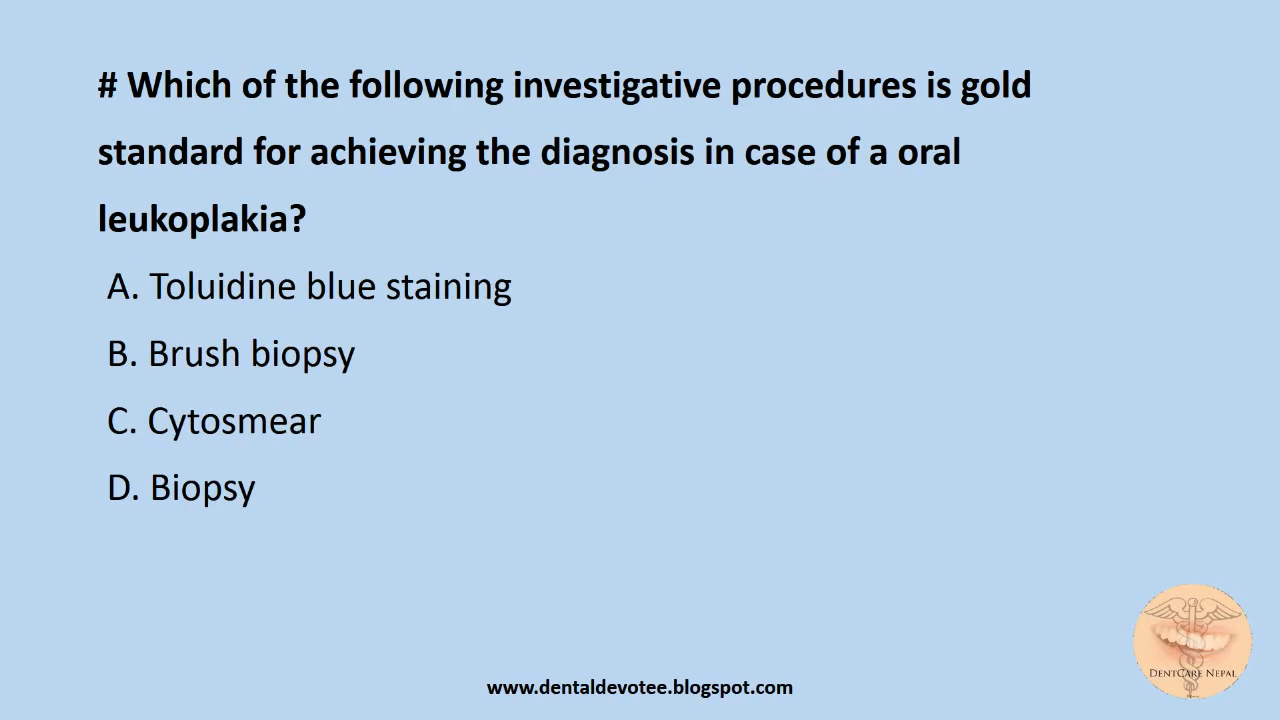 # Which of the following investigative procedures is gold
standard for achieving the diagnosis in case of a oral
leukoplakia?
A. Toluidine blue staining
B. Brush biopsy
C. Cytosmear
D. Biopsy
DentCare Nepal
www.dentaldevotee.blogspot.com